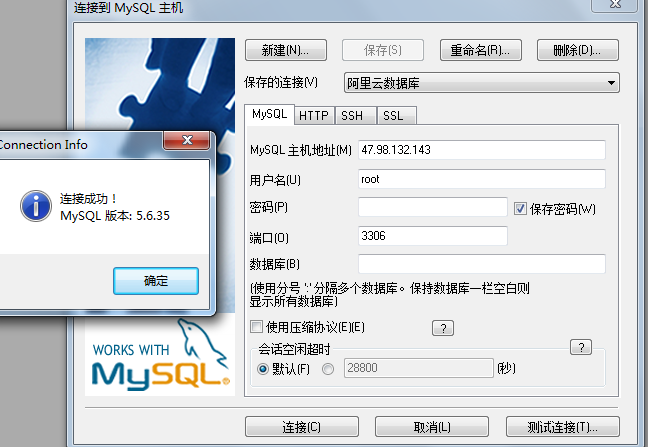 连接到 MySQL 主机
新建(N)...
保存(S)
重命名(R)...
删除(D)...
保存的连接(V)
阿里云数据库
MySQL
HTTP
SSH
SSL
Connection Info
连接成功！
MySQL 版本: 5.6.35
确定
MySQL 主机地址(M)
47.98.132.143
用户名(U)
root
密码(P)
保存密码(W)
端口(O)
3306
数据库(B)
(使用分号 ';' 分隔多个数据库。保持数据库一栏空白则
显示所有数据库)
使用压缩协议(E)(E)
?
会话空闲超时
?
默认(F)
28800
(秒)
WORKS WITH
MySQL®
连接(C)
取消(L)
测试连接(T)...